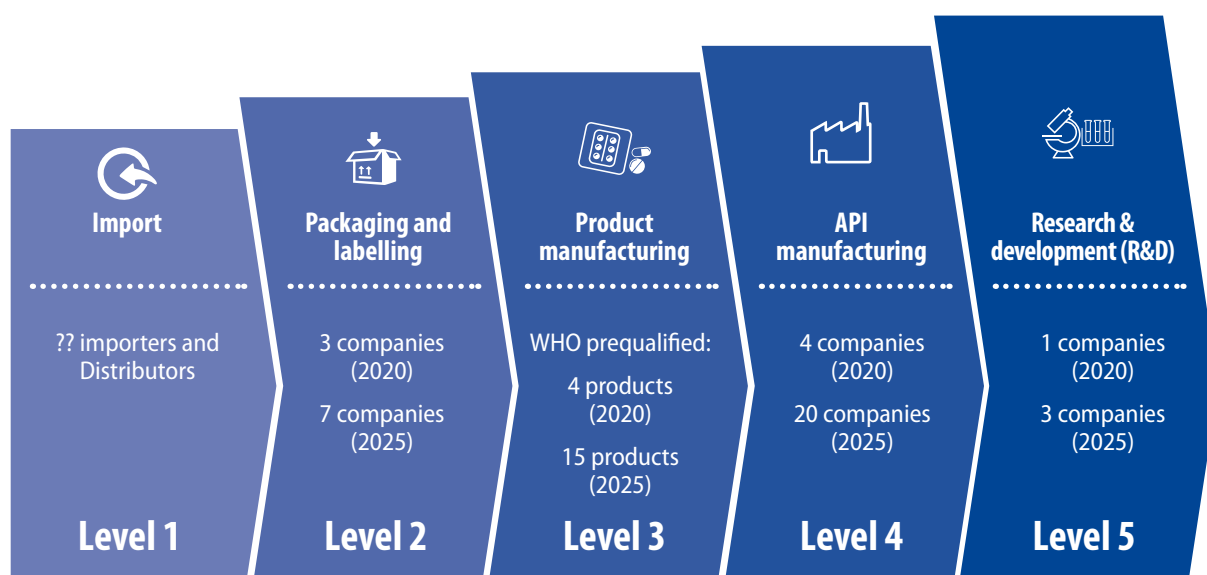 Import
?? importers and
Distributors
Level 1
Packaging and
labelling
3 companies
(2020)
7 companies
(2025)
Level 2
Product
manufacturing
WHO prequalified:
4 products
(2020)
15 products
(2025)
Level 3
API
manufacturing
4 companies
(2020)
20 companies
(2025)
Level 4
Research &
development (R&D)
1 companies
(2020)
3 companies
(2025)
Level 5